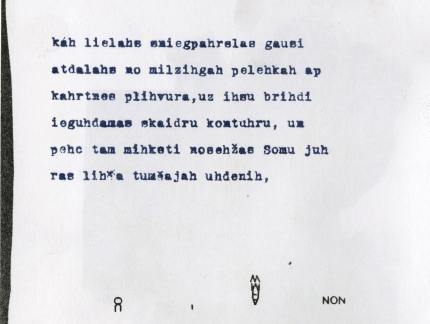 káh lielahs sniegpahrslas gausi
atdalahs no milzingah pelehkah ap
kahrtnes plihvura,uz ihsu brihdi
ieguhdamas skaidru kontuhru, un
pehc tam mihksti nosehžas Somu juh
ras lihča tumšajah uhdenih,
NON